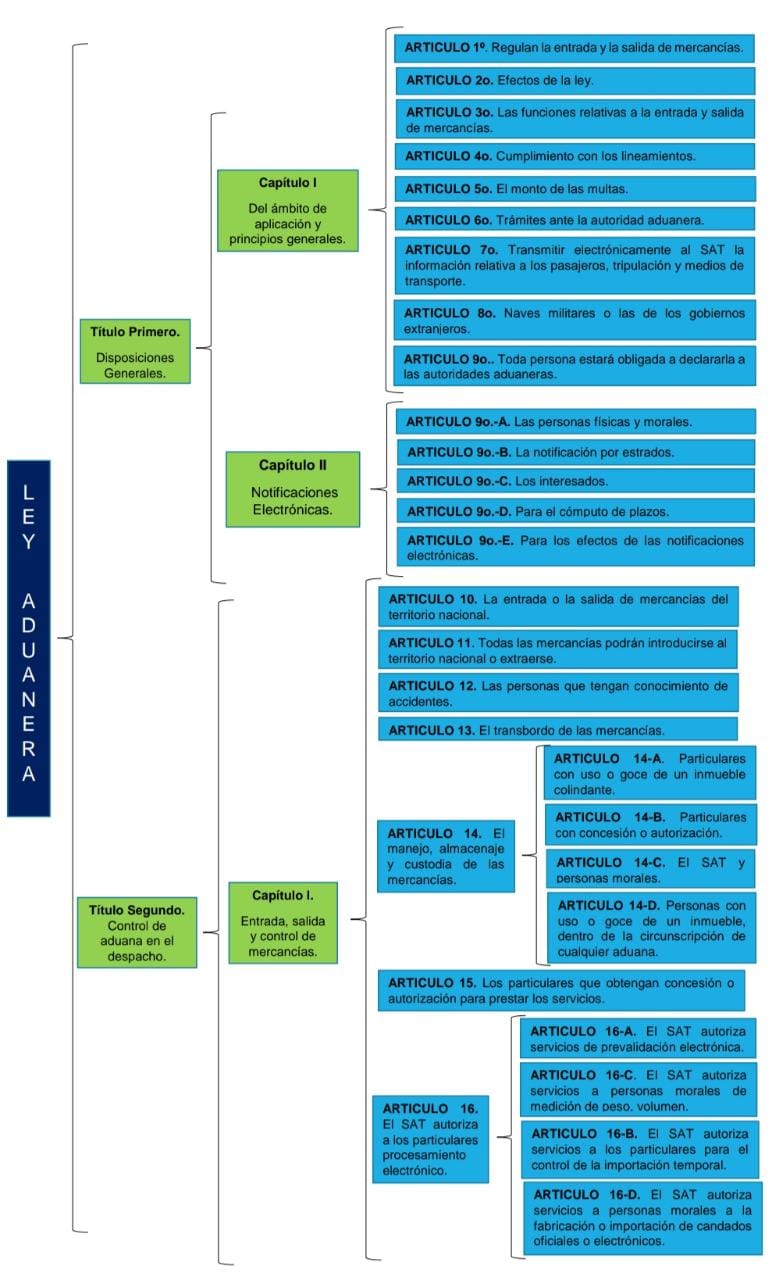 LEY ADUANERA
Título Primero.
Disposiciones
Generales.
Capítulo I
Del ámbito de
aplicación y
principios generales.
ARTICULO 1º. Regulan la entrada y la salida de mercancías.
ARTICULO 2o. Efectos de la ley.
ARTICULO 3o. Las funciones relativas a la entrada y salida
de mercancías.
ARTICULO 4o. Cumplimiento con los lineamientos.
ARTICULO 5o. El monto de las multas.
ARTICULO 6o. Trámites ante la autoridad aduanera.
ARTICULO 7o. Transmitir electrónicamente al SAT la
información relativa a los pasajeros, tripulación y medios de
transporte.
ARTICULO 8o. Naves militares o las de los gobiernos
extranjeros.
ARTICULO 9o.. Toda persona estará obligada a declararla a
las autoridades aduaneras.
Capítulo II
Notificaciones
Electrónicas.
ARTICULO 9o.-A. Las personas físicas y morales.
ARTICULO 9o.-B. La notificación por estrados.
ARTICULO 9o.-C. Los interesados.
ARTICULO 9o.-D. Para el cómputo de plazos.
ARTICULO 9o.-E. Para los efectos de las notificaciones
electrónicas.
Título Segundo.
Control de
aduana en el
despacho.
Capítulo I.
Entrada, salida
y control de
mercancías.
ARTICULO 10. La entrada o la salida de mercancías del
territorio nacional.
ARTICULO 11. Todas las mercancías podrán introducirse al
territorio nacional o extraerse.
ARTICULO 12. Las personas que tengan conocimiento de
accidentes.
ARTICULO 13. El transbordo de las mercancías.
ARTICULO 14. El
manejo, almacenaje
y custodia de las
mercancías.
ARTICULO 14-A. Particulares
con uso o goce de un inmueble
colindante.
ARTICULO 14-B. Particulares
con concesión o autorización.
ARTICULO 14-C. El SAT y
personas morales.
ARTICULO 14-D. Personas con
uso o goce de un inmueble,
dentro de la circunscripción de
cualquier aduana.
ARTICULO 15. Los particulares que obtengan concesión o
autorización para prestar los servicios.
ARTICULO 16.
El SAT autoriza
a los particulares
procesamiento
electrónico.
ARTICULO 16-A. El SAT autoriza
servicios de prevalidación electrónica.
ARTICULO 16-C. El SAT autoriza
servicios a personas morales de
medición de peso, volumen.
ARTICULO 16-B. El SAT autoriza
servicios a los particulares para el
control de la importación temporal.
ARTICULO 16-D. El SAT autoriza
servicios a personas morales a la
fabricación o importación de candados
oficiales o electrónicos.